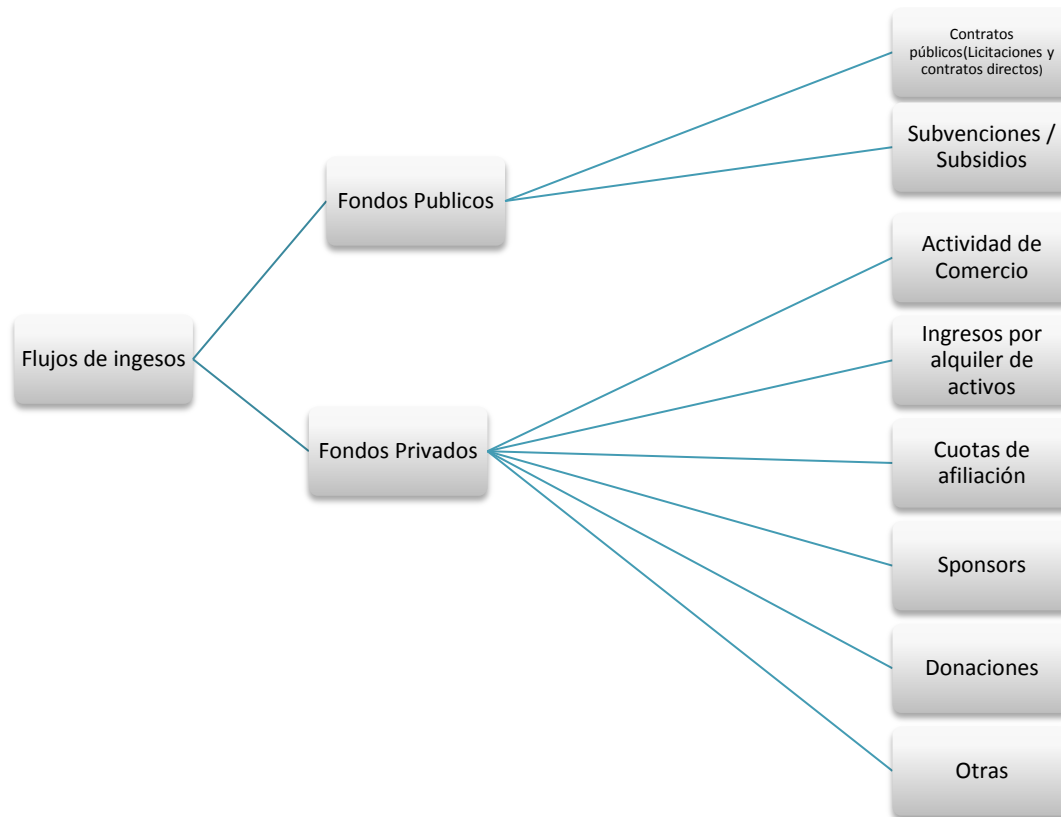 Flujos de ingesos
Fondos Publicos
Contratos
públicos(Licitaciones y
contratos directos)
Subvenciones /
Subsidios
Fondos Privados
Actividad de
Comercio
Ingresos por
alquiler de
activos
Cuotas de
afiliación
Sponsors
Donaciones
Otras